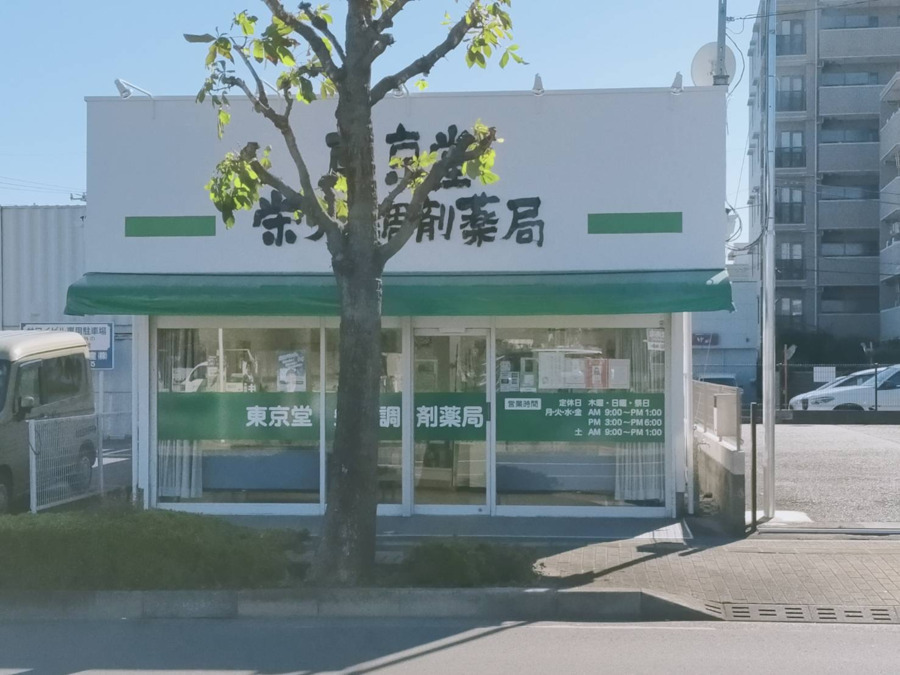 京堂
栄 調剤薬局
東京堂 調剤薬局
営業時間
定休日 木曜・日曜・祭日
月・火・水・金 AM 9:00～PM 1:00
PM 3:00～PM 6:00
土 AM 9:00～PM 1:00